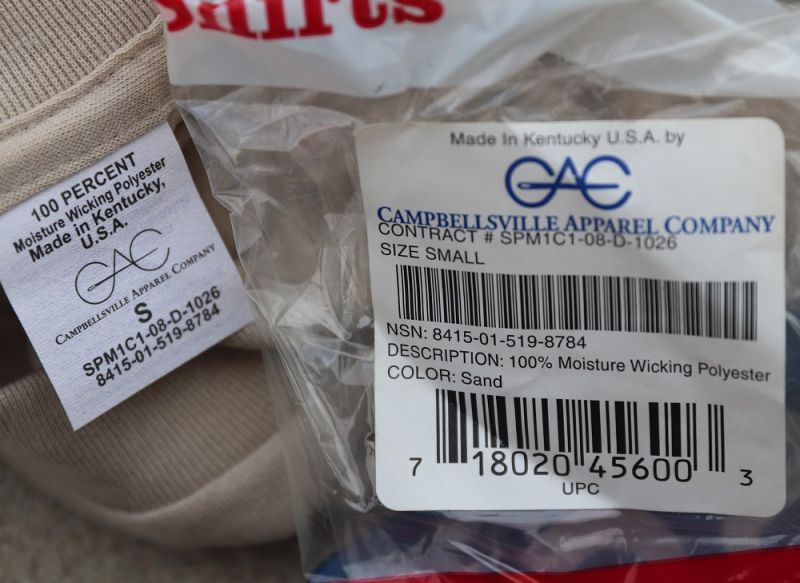 Shirts
100 PERCENT
Moisture Wicking Polyester
Made in Kentucky,
U.S.A.
CAC
CAMPBELLSVILLE APPAREL COMPANY
S
SPM1C1-08-D-1026
8415-01-519-8784
Made In Kentucky U.S.A. by
CAC
CAMPBELLSVILLE APPAREL COMPANY
CONTRACT # SPM1C1-08-D-1026
SIZE SMALL
NSN: 8415-01-519-8784
DESCRIPTION: 100% Moisture Wicking Polyester
COLOR: Sand
7 18020 45600 3
UPC